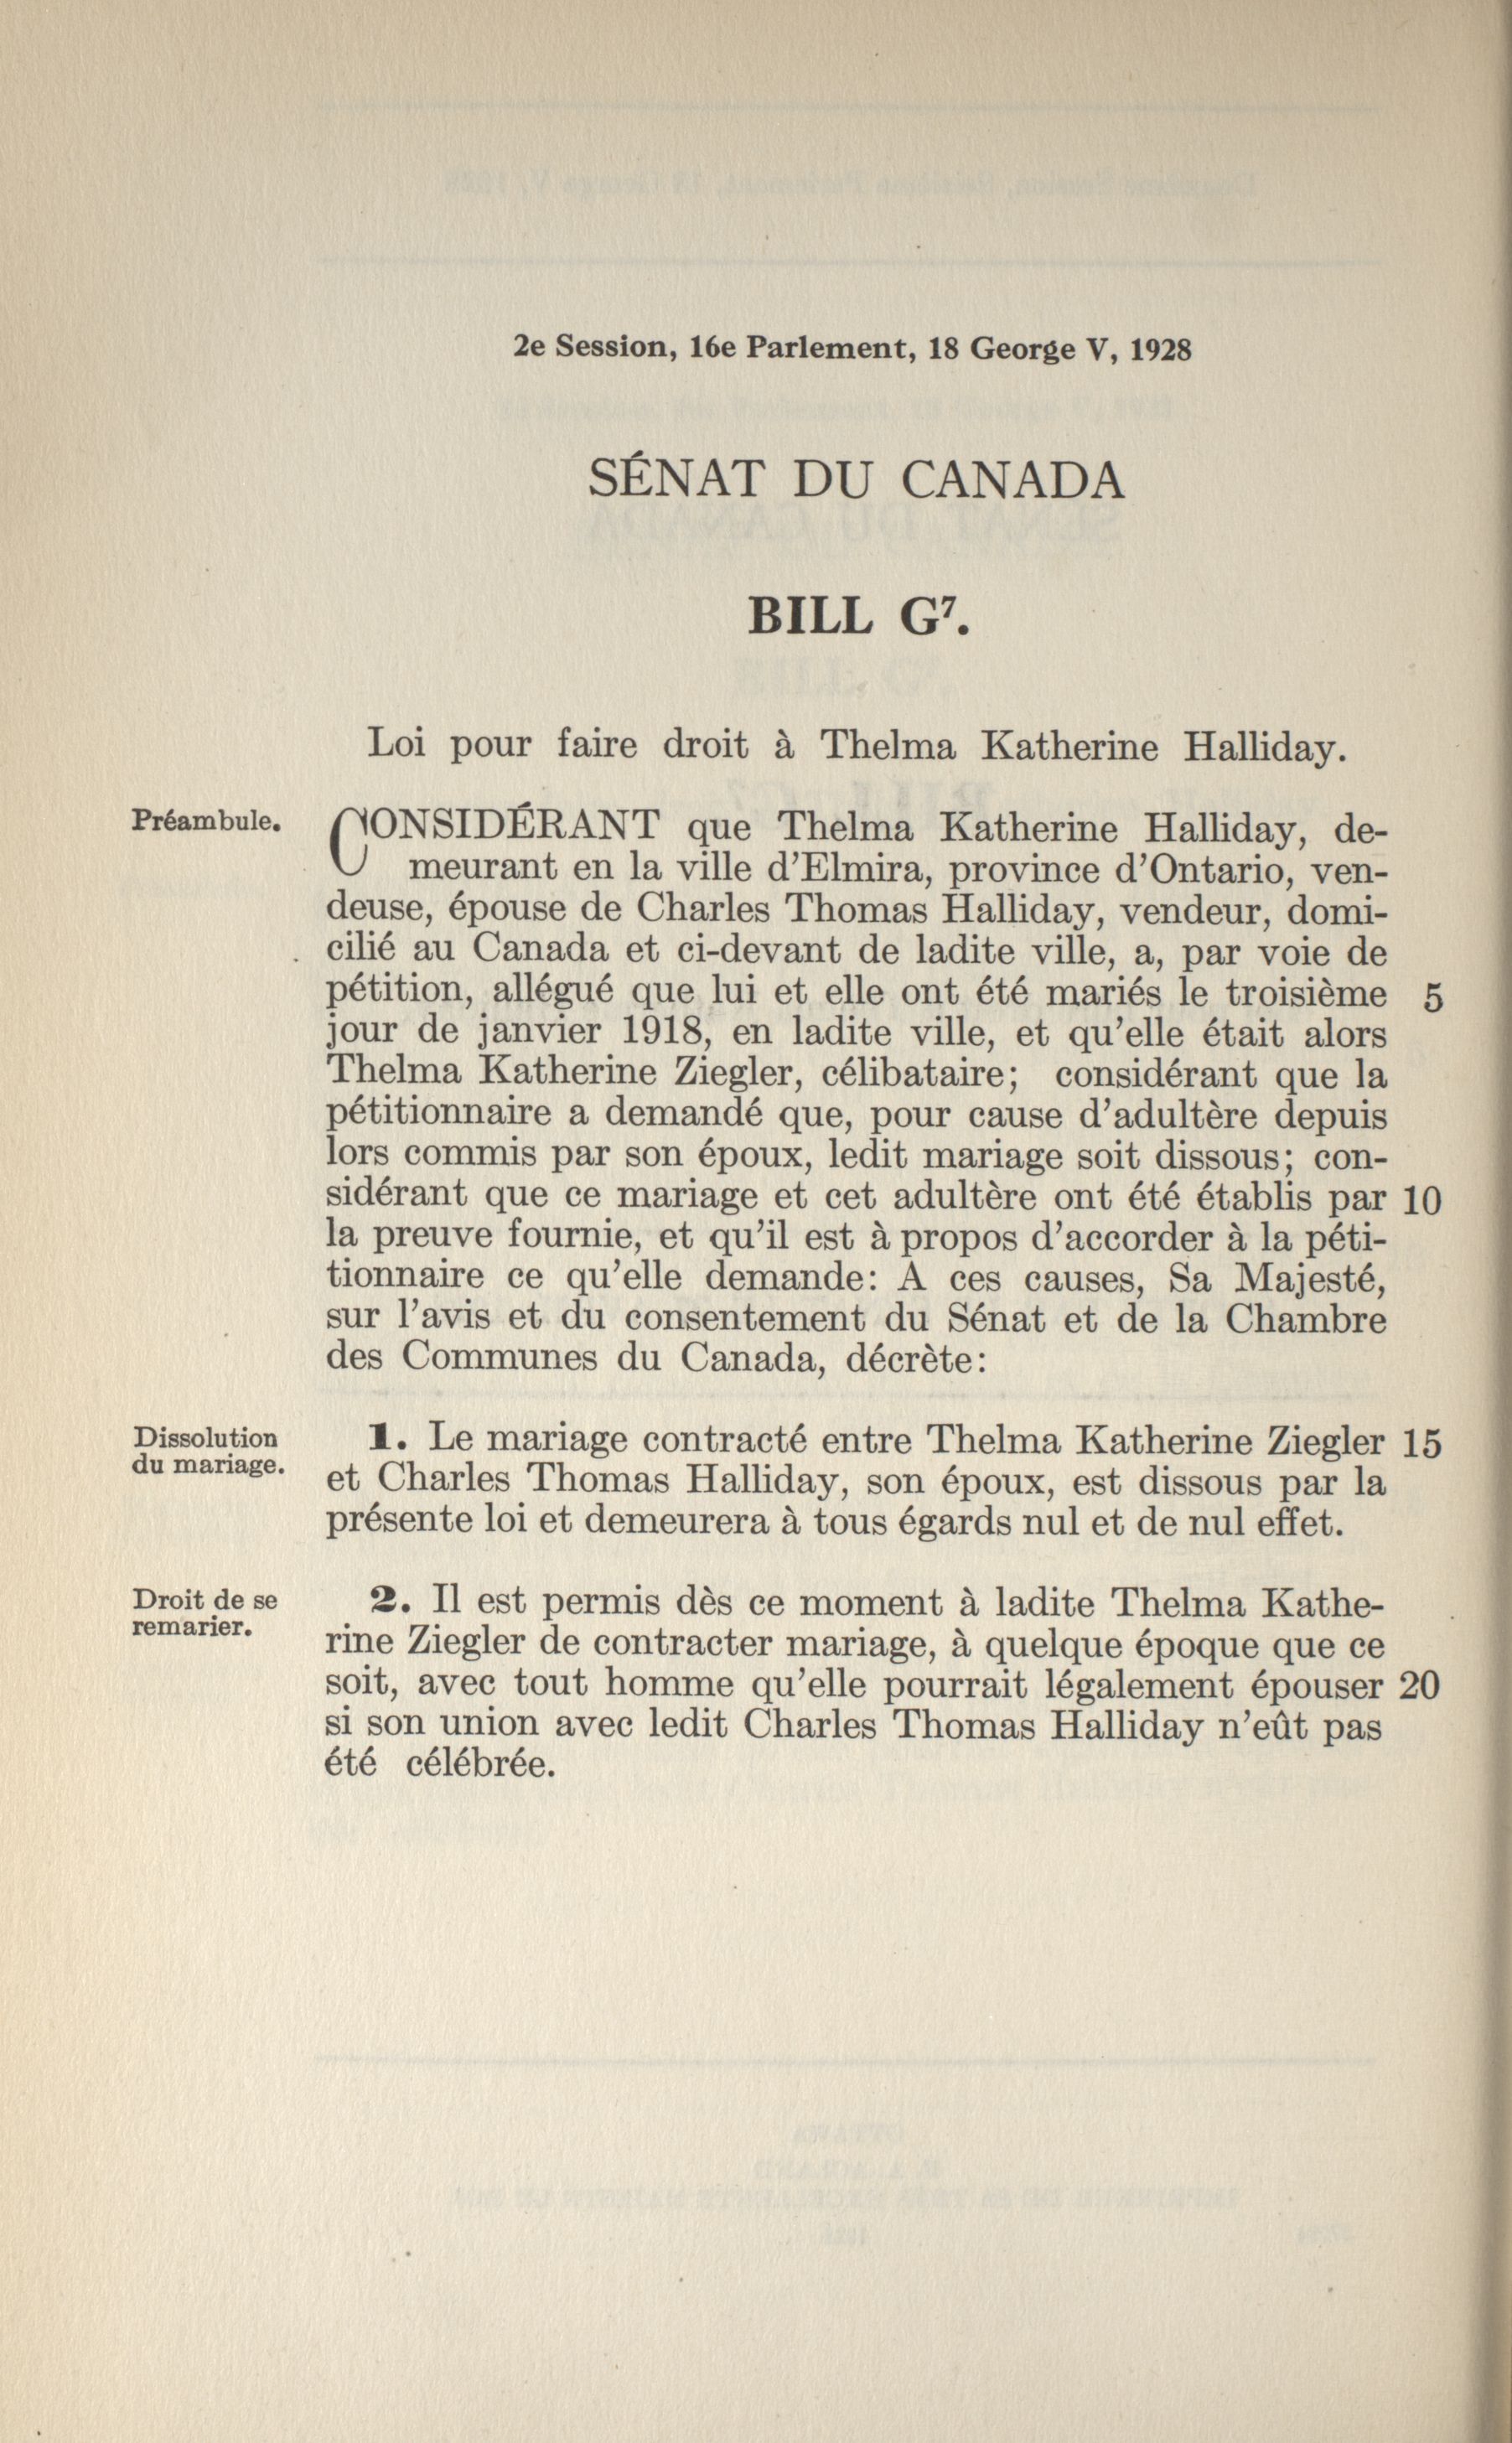 2e Session, 16e Parlement, 18 George V, 1928
SÉNAT DU CANADA
BILL G⁷.
Loi pour faire droit à Thelma Katherine Halliday.
Préambule.
CONSIDÉRANT que Thelma Katherine Halliday, de-
meurant en la ville d'Elmira, province d'Ontario, ven-
deuse, épouse de Charles Thomas Halliday, vendeur, domi-
cilié au Canada et ci-devant de ladite ville, a, par voie de
pétition, allégué que lui et elle ont été mariés le troisième 5
jour de janvier 1918, en ladite ville, et qu'elle était alors
Thelma Katherine Ziegler, célibataire; considérant que la
pétitionnaire a demandé que, pour cause d'adultère depuis
lors commis par son époux, ledit mariage soit dissous; con-
sidérant que ce mariage et cet adultère ont été établis par 10
la preuve fournie, et qu'il est à propos d'accorder à la péti-
tionnaire ce qu'elle demande: A ces causes, Sa Majesté,
sur l'avis et du consentement du Sénat et de la Chambre
des Communes du Canada, décrète:
Dissolution
du mariage.
1. Le mariage contracté entre Thelma Katherine Ziegler 15
et Charles Thomas Halliday, son époux, est dissous par la
présente loi et demeurera à tous égards nul et de nul effet.
Droit de se
remarier.
2. Il est permis dès ce moment à ladite Thelma Kathe-
rine Ziegler de contracter mariage, à quelque époque que ce
soit, avec tout homme qu'elle pourrait légalement épouser 20
si son union avec ledit Charles Thomas Halliday n'eût pas
été célébrée.